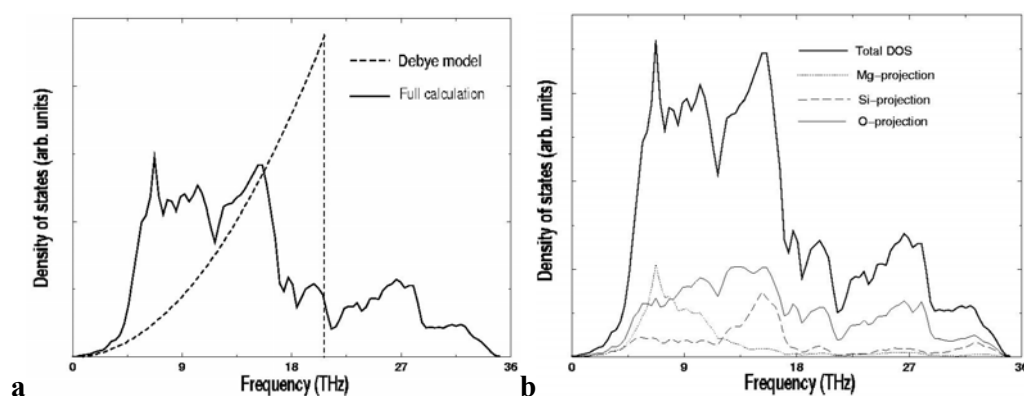 Density of states (arb. units)
Debye model
Full calculation
0 9 18 27 36
Frequency (THz)
a
Density of states (arb. units)
Total DOS
Mg-projection
Si-projection
O-projection
0 9 18 27 36
Frequency (THz)
b